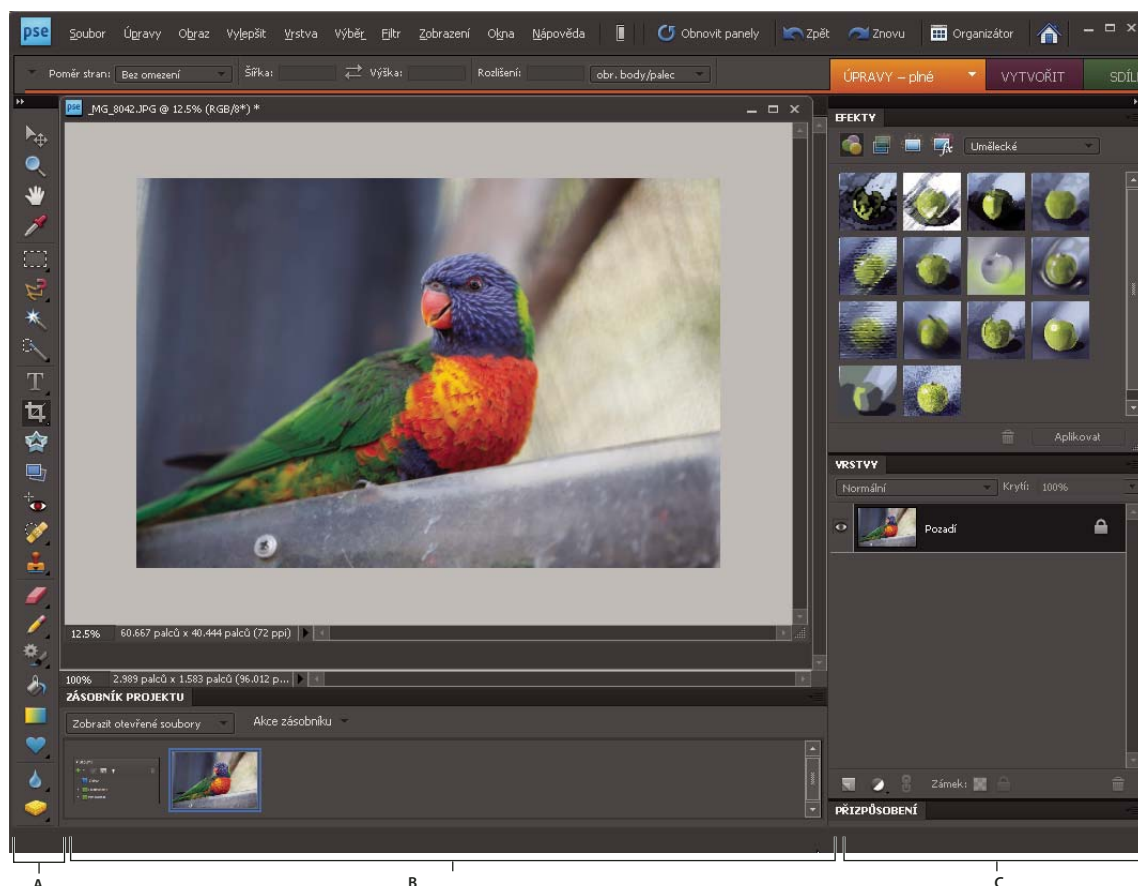 pse Soubor Úpravy Obraz Vylepšit Vrstva Výběr Filtr Zobrazení Okna Nápověda Obnovit panely Zpět Znovu Organizátor
Poměr stran: Bez omezení Šířka: Výška: Rozlišení: obr. body/palec ÚPRAVY – plné VYTVOŘIT SDÍL
pse _MG_8042.JPG @ 12.5% (RGB/8*) *
EFEKTY
fx Umělecké
T
Aplikovat
VRSTVY
Normální Krytí: 100%
Pozadí
12.5% 60.667 palců x 40.444 palců (72 ppi)
100% 2.989 palců x 1.583 palců (96.012 p...
ZÁSOBNÍK PROJEKTU
Zobrazit otevřené soubory Akce zásobníku
Zámek:
PŘIZPŮSOBENÍ
A B C